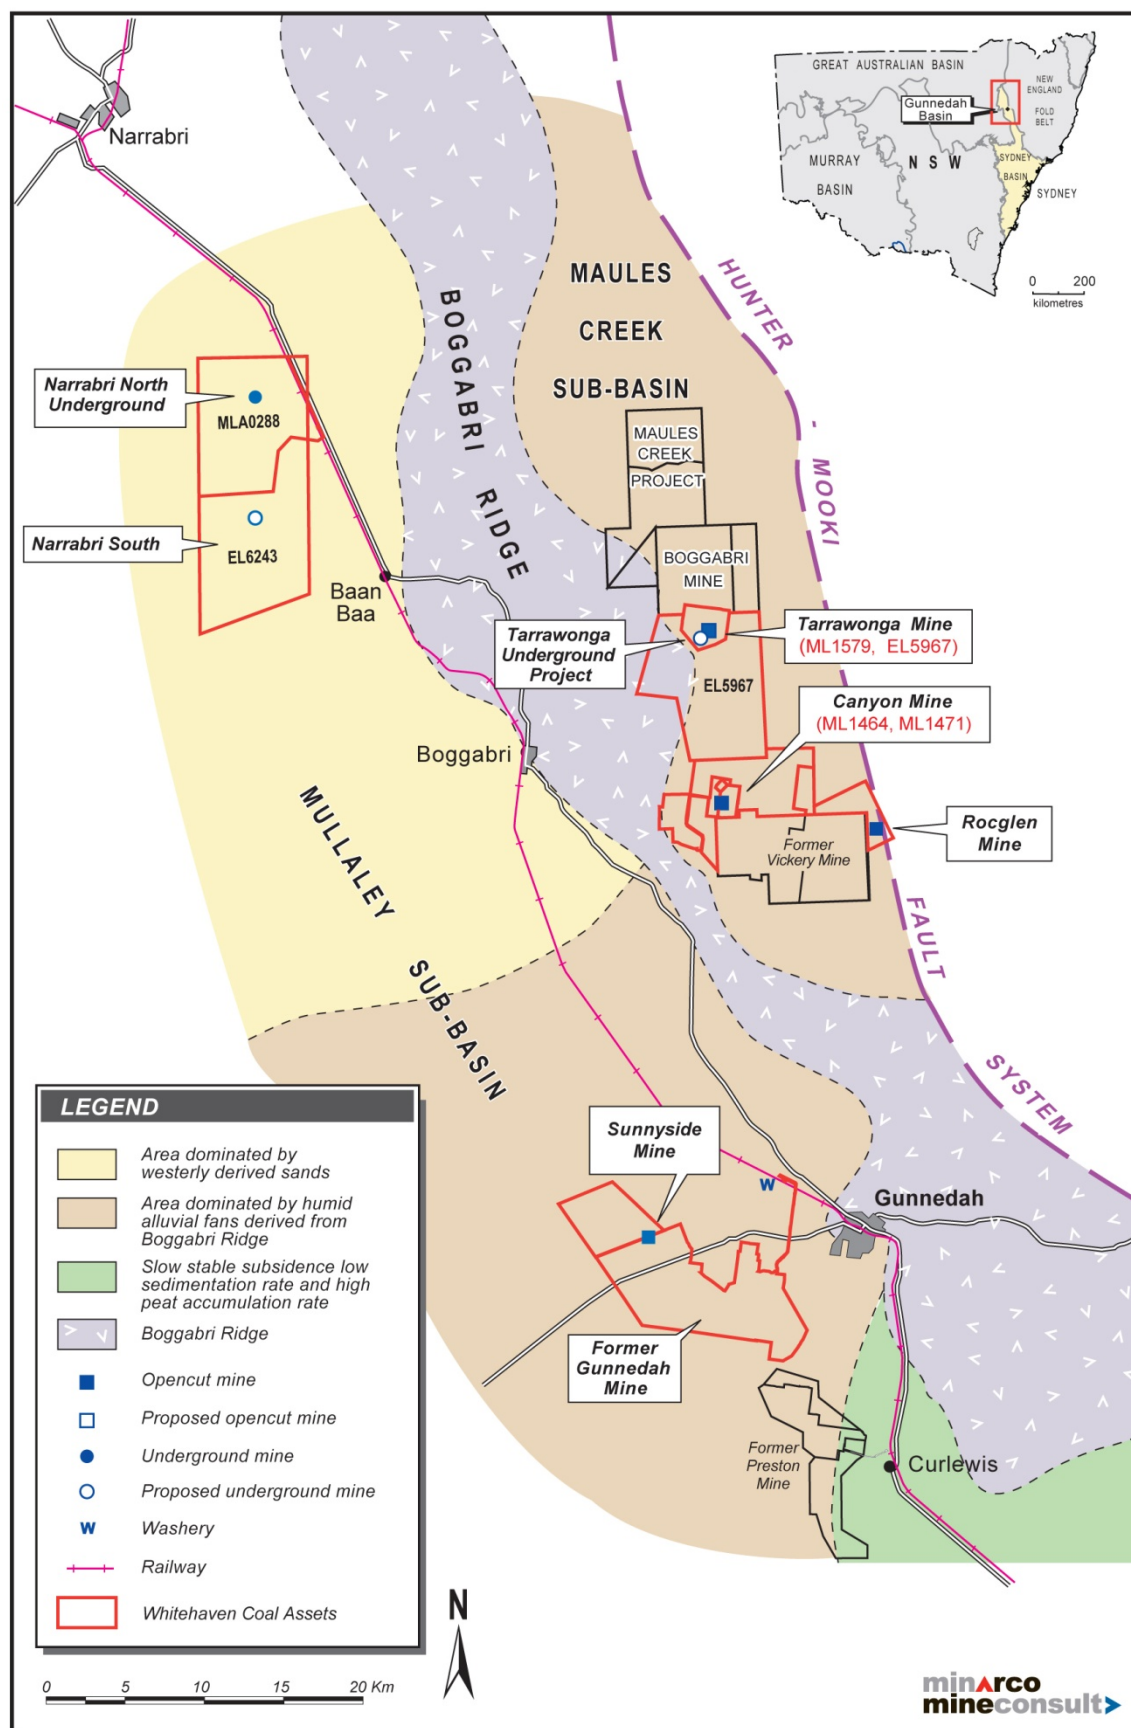 GREAT AUSTRALIAN BASIN
NEW
ENGLAND
FOLD
BELT
Gunnedah
Basin
MURRAY
BASIN
N S W
SYDNEY
BASIN
SYDNEY
0 200
kilometres
Narrabri
MAULES
CREEK
SUB-BASIN
BOGGABRI
RIDGE
HUNTER
- MOOKI
FAULT
SYSTEM
Narrabri North
Underground
MLA0288
Narrabri South
EL6243
Baan
Baa
MAULES
CREEK
PROJECT
BOGGABRI
MINE
Tarrawonga
Underground
Project
Tarrawonga Mine
(ML1579, EL5967)
EL5967
Canyon Mine
(ML1464, ML1471)
Boggabri
Rocglen
Mine
Former
Vickery Mine
MULLALEY
SUB-BASIN
Sunnyside
Mine
W
Gunnedah
Former
Gunnedah
Mine
Former
Preston
Mine
Curlewis
LEGEND
Area dominated by
westerly derived sands
Area dominated by humid
alluvial fans derived from
Boggabri Ridge
Slow stable subsidence low
sedimentation rate and high
peat accumulation rate
Boggabri Ridge
Opencut mine
Proposed opencut mine
Underground mine
Proposed underground mine
W Washery
Railway
Whitehaven Coal Assets
N
0 5 10 15 20 Km
minarco
mineconsult